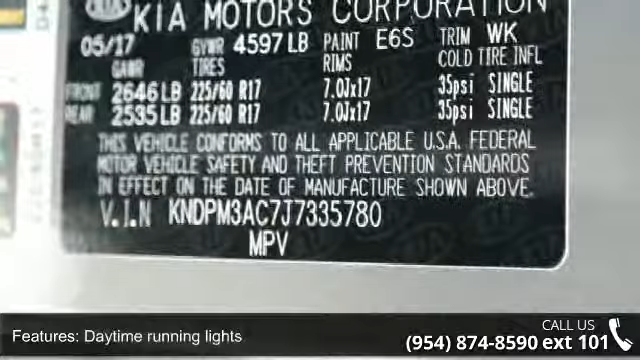 KIA MOTORS CORPORATION
05/17 GVWR 4597 LB PAINT E6S TRIM WK
GAWR TIRES RIMS COLD TIRE INFL
FRONT 2646 LB 225/60 R17 7.0Jx17 35psi SINGLE
REAR 2535 LB 225/60 R17 7.0Jx17 35psi SINGLE
THIS VEHICLE CONFORMS TO ALL APPLICABLE U.S.A. FEDERAL
MOTOR VEHICLE SAFETY AND THEFT PREVENTION STANDARDS
IN EFFECT ON THE DATE OF MANUFACTURE SHOWN ABOVE.
V.I.N KNDPM3AC7J7335780
MPV
Features: Daytime running lights
CALL US
(954) 874-8590 ext 101